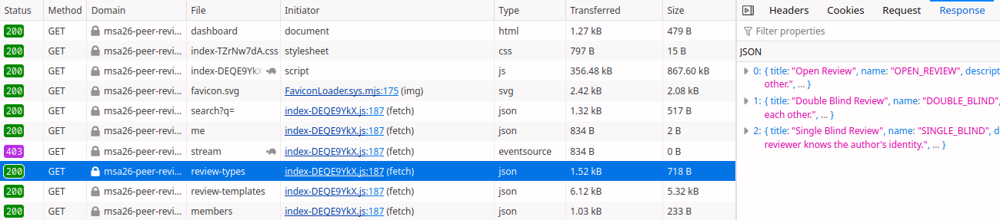 Status Method Domain File Initiator Type Transferred Size Headers Cookies Request Response
200 GET msa26-peer-revi... dashboard document html 1.27 kB 479 B
Filter properties
200 GET msa26-peer-revi... index-TZrNw7dA.css stylesheet css 797 B 15 B
JSON
200 GET msa26-peer-revi... index-DEQE9YkX script js 356.48 kB 867.60 kB
0: { title: "Open Review", name: "OPEN_REVIEW", descript
other.", ... }
200 GET msa26-peer-revi... favicon.svg FaviconLoader.sys.mjs:175 (img) svg 2.42 kB 2.08 kB
1: { title: "Double Blind Review", name: "DOUBLE_BLIND",
each other.", ... }
200 GET msa26-peer-revi... search?q= index-DEQE9YkX.js:187 (fetch) json 1.32 kB 517 B
200 GET msa26-peer-revi... me index-DEQE9YkX.js:187 (fetch) json 834 B 2 B
2: { title: "Single Blind Review", name: "SINGLE_BLIND", d
reviewer knows the author's identity.", ... }
403 GET msa26-peer-revi... stream index-DEQE9YkX.js:187 (fetch) eventsource 834 B 0 B
200 GET msa26-peer-revi... review-types index-DEQE9YkX.js:187 (fetch) json 1.52 kB 718 B
200 GET msa26-peer-revi... review-templates index-DEQE9YkX.js:187 (fetch) json 6.12 kB 5.32 kB
200 GET msa26-peer-revi... members index-DEQE9YkX.js:187 (fetch) json 1.03 kB 233 B